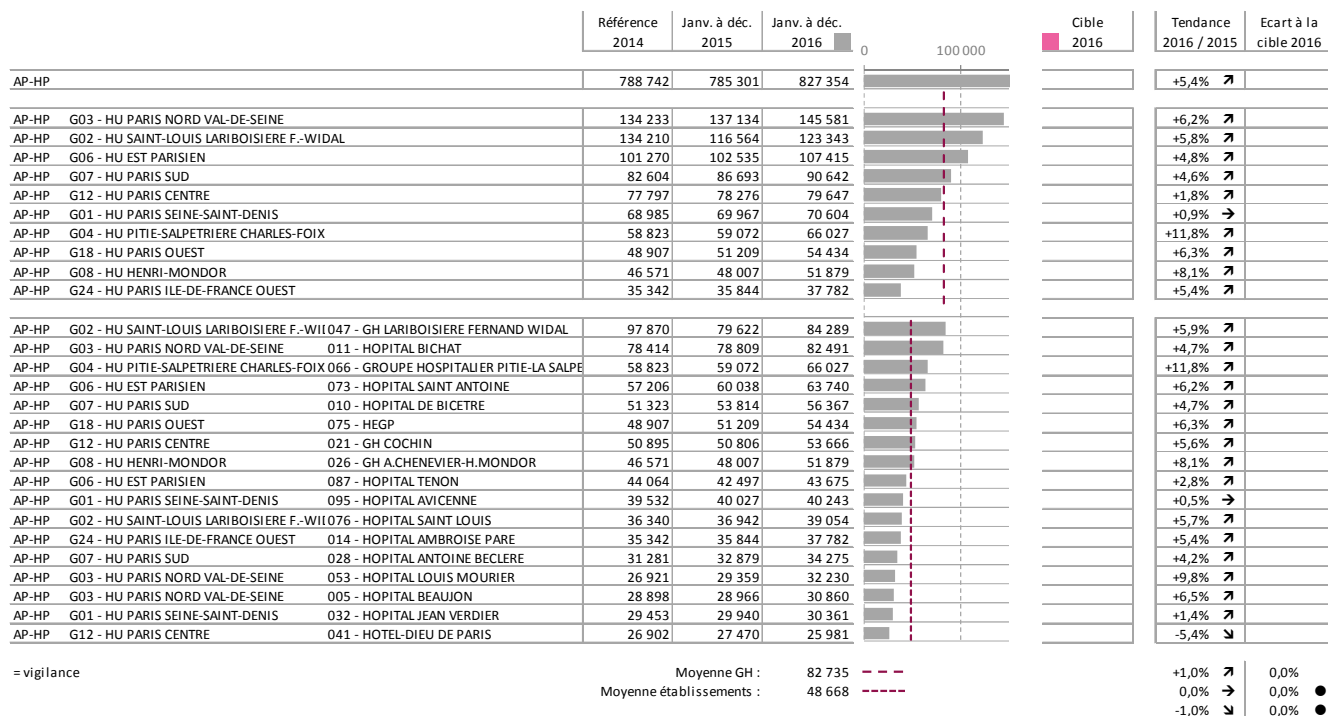 Référence Janv. à déc. Janv. à déc. Cible Tendance Ecart à la
2014 2015 2016 0 100 000 2016 2016 / 2015 cible 2016
AP-HP 788 742 785 301 827 354 +5,4% ↗
AP-HP G03 - HU PARIS NORD VAL-DE-SEINE 134 233 137 134 145 581 +6,2% ↗
AP-HP G02 - HU SAINT-LOUIS LARIBOISIERE F.-WIDAL 134 210 116 564 123 343 +5,8% ↗
AP-HP G06 - HU EST PARISIEN 101 270 102 535 107 415 +4,8% ↗
AP-HP G07 - HU PARIS SUD 82 604 86 693 90 642 +4,6% ↗
AP-HP G12 - HU PARIS CENTRE 77 797 78 276 79 647 +1,8% ↗
AP-HP G01 - HU PARIS SEINE-SAINT-DENIS 68 985 69 967 70 604 +0,9% →
AP-HP G04 - HU PITIE-SALPETRIERE CHARLES-FOIX 58 823 59 072 66 027 +11,8% ↗
AP-HP G18 - HU PARIS OUEST 48 907 51 209 54 434 +6,3% ↗
AP-HP G08 - HU HENRI-MONDOR 46 571 48 007 51 879 +8,1% ↗
AP-HP G24 - HU PARIS ILE-DE-FRANCE OUEST 35 342 35 844 37 782 +5,4% ↗
AP-HP G02 - HU SAINT-LOUIS LARIBOISIERE F.-WII 047 - GH LARIBOISIERE FERNAND WIDAL 97 870 79 622 84 289 +5,9% ↗
AP-HP G03 - HU PARIS NORD VAL-DE-SEINE 011 - HOPITAL BICHAT 78 414 78 809 82 491 +4,7% ↗
AP-HP G04 - HU PITIE-SALPETRIERE CHARLES-FOIX 066 - GROUPE HOSPITALIER PITIE-LA SALPE 58 823 59 072 66 027 +11,8% ↗
AP-HP G06 - HU EST PARISIEN 073 - HOPITAL SAINT ANTOINE 57 206 60 038 63 740 +6,2% ↗
AP-HP G07 - HU PARIS SUD 010 - HOPITAL DE BICETRE 51 323 53 814 56 367 +4,7% ↗
AP-HP G18 - HU PARIS OUEST 075 - HEGP 48 907 51 209 54 434 +6,3% ↗
AP-HP G12 - HU PARIS CENTRE 021 - GH COCHIN 50 895 50 806 53 666 +5,6% ↗
AP-HP G08 - HU HENRI-MONDOR 026 - GH A.CHENEVIER-H.MONDOR 46 571 48 007 51 879 +8,1% ↗
AP-HP G06 - HU EST PARISIEN 087 - HOPITAL TENON 44 064 42 497 43 675 +2,8% ↗
AP-HP G01 - HU PARIS SEINE-SAINT-DENIS 095 - HOPITAL AVICENNE 39 532 40 027 40 243 +0,5% →
AP-HP G02 - HU SAINT-LOUIS LARIBOISIERE F.-WII 076 - HOPITAL SAINT LOUIS 36 340 36 942 39 054 +5,7% ↗
AP-HP G24 - HU PARIS ILE-DE-FRANCE OUEST 014 - HOPITAL AMBROISE PARE 35 342 35 844 37 782 +5,4% ↗
AP-HP G07 - HU PARIS SUD 028 - HOPITAL ANTOINE BECLERE 31 281 32 879 34 275 +4,2% ↗
AP-HP G03 - HU PARIS NORD VAL-DE-SEINE 053 - HOPITAL LOUIS MOURIER 26 921 29 359 32 230 +9,8% ↗
AP-HP G03 - HU PARIS NORD VAL-DE-SEINE 005 - HOPITAL BEAUJON 28 898 28 966 30 860 +6,5% ↗
AP-HP G01 - HU PARIS SEINE-SAINT-DENIS 032 - HOPITAL JEAN VERDIER 29 453 29 940 30 361 +1,4% ↗
AP-HP G12 - HU PARIS CENTRE 041 - HOTEL-DIEU DE PARIS 26 902 27 470 25 981 -5,4% ↘
= vigilance Moyenne GH : 82 735 +1,0% ↗ 0,0%
Moyenne établissements : 48 668 0,0% → 0,0% ●
-1,0% ↘ 0,0% ●